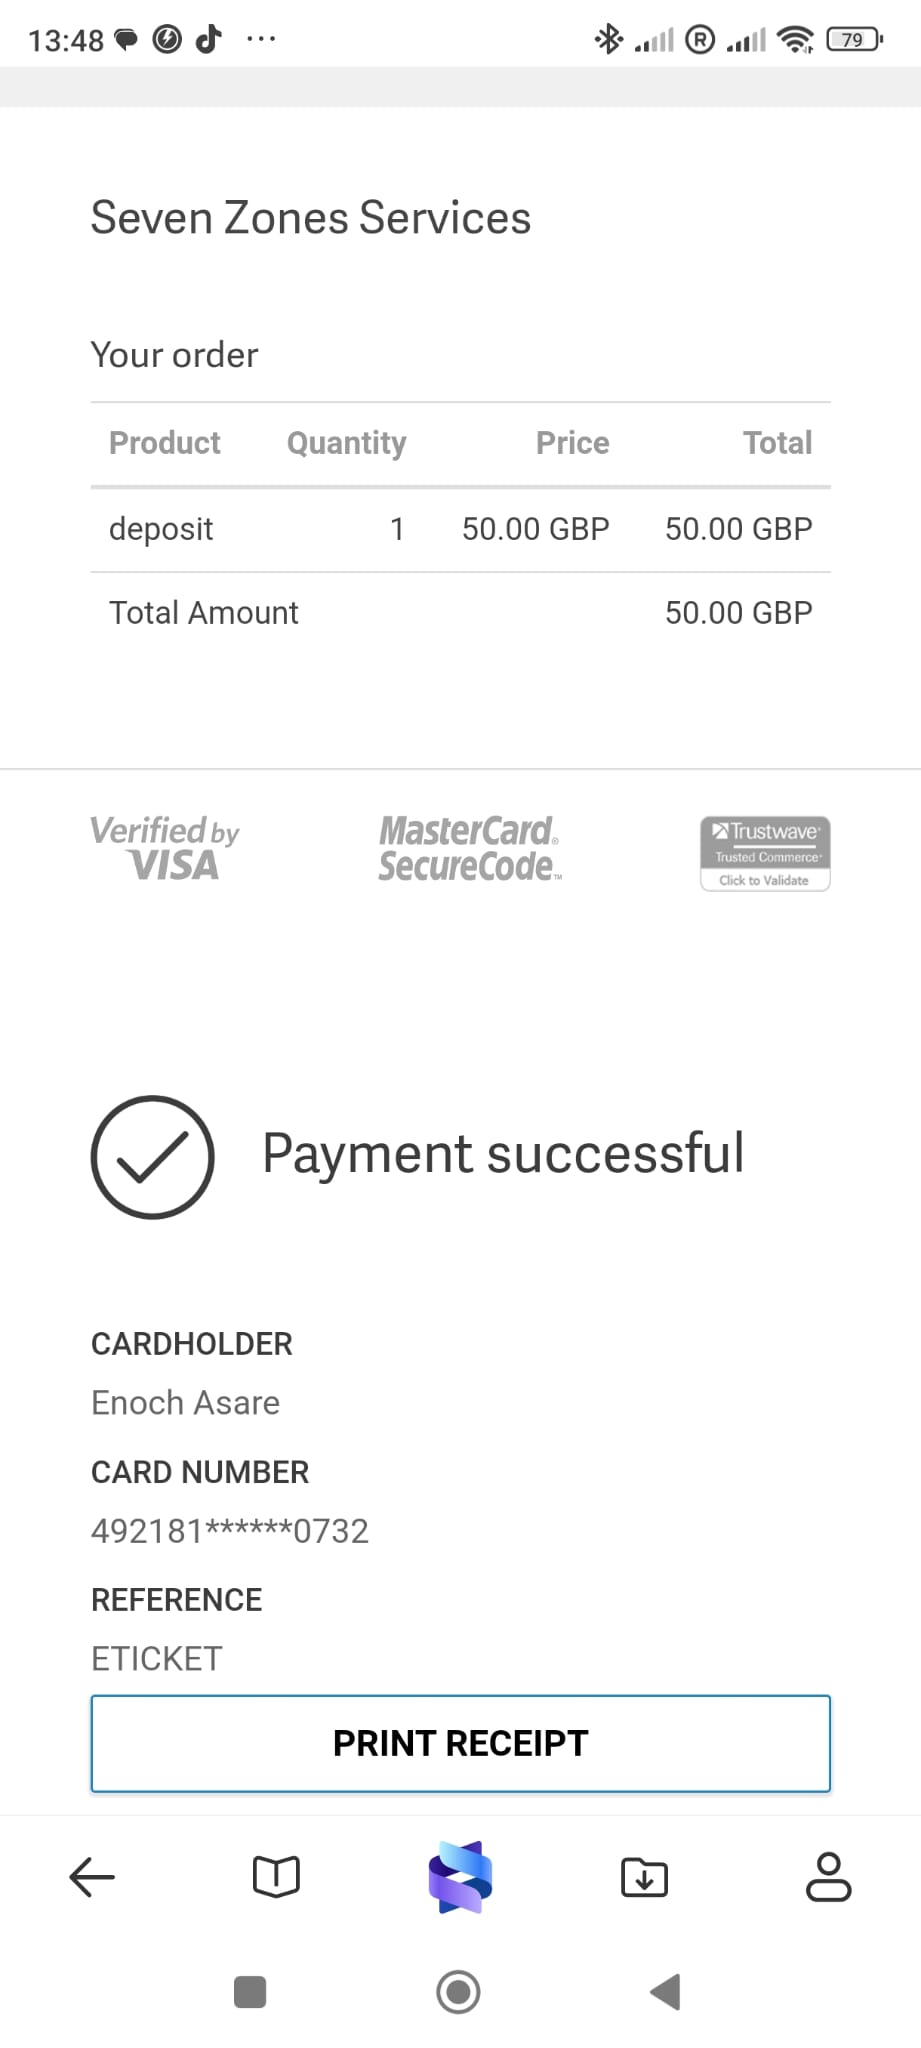 13:48
79
Seven Zones Services
Your order
Product Quantity Price Total
deposit 1 50.00 GBP 50.00 GBP
Total Amount 50.00 GBP
Verified by
VISA
MasterCard®
SecureCode™
Trustwave®
Trusted Commerce®
Click to Validate
Payment successful
CARDHOLDER
Enoch Asare
CARD NUMBER
492181******0732
REFERENCE
ETICKET
PRINT RECEIPT